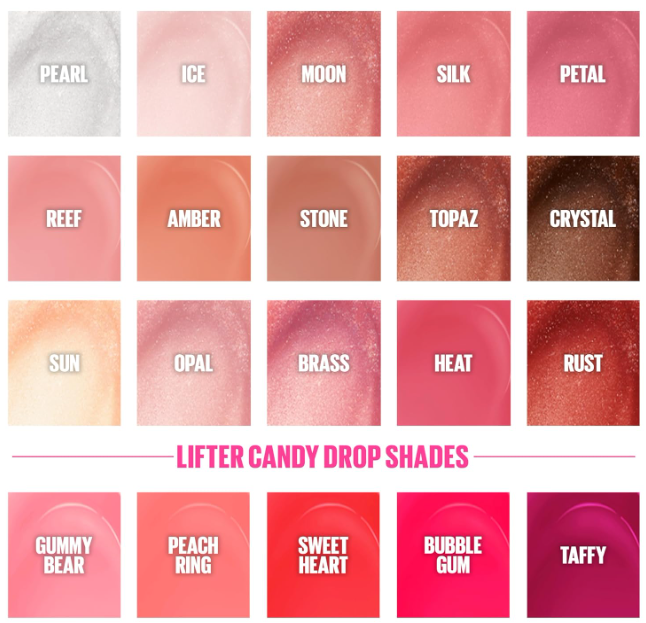 PEARL
ICE
MOON
SILK
PETAL
REEF
AMBER
STONE
TOPAZ
CRYSTAL
SUN
OPAL
BRASS
HEAT
RUST
LIFTER CANDY DROP SHADES
GUMMY
BEAR
PEACH
RING
SWEET
HEART
BUBBLE
GUM
TAFFY